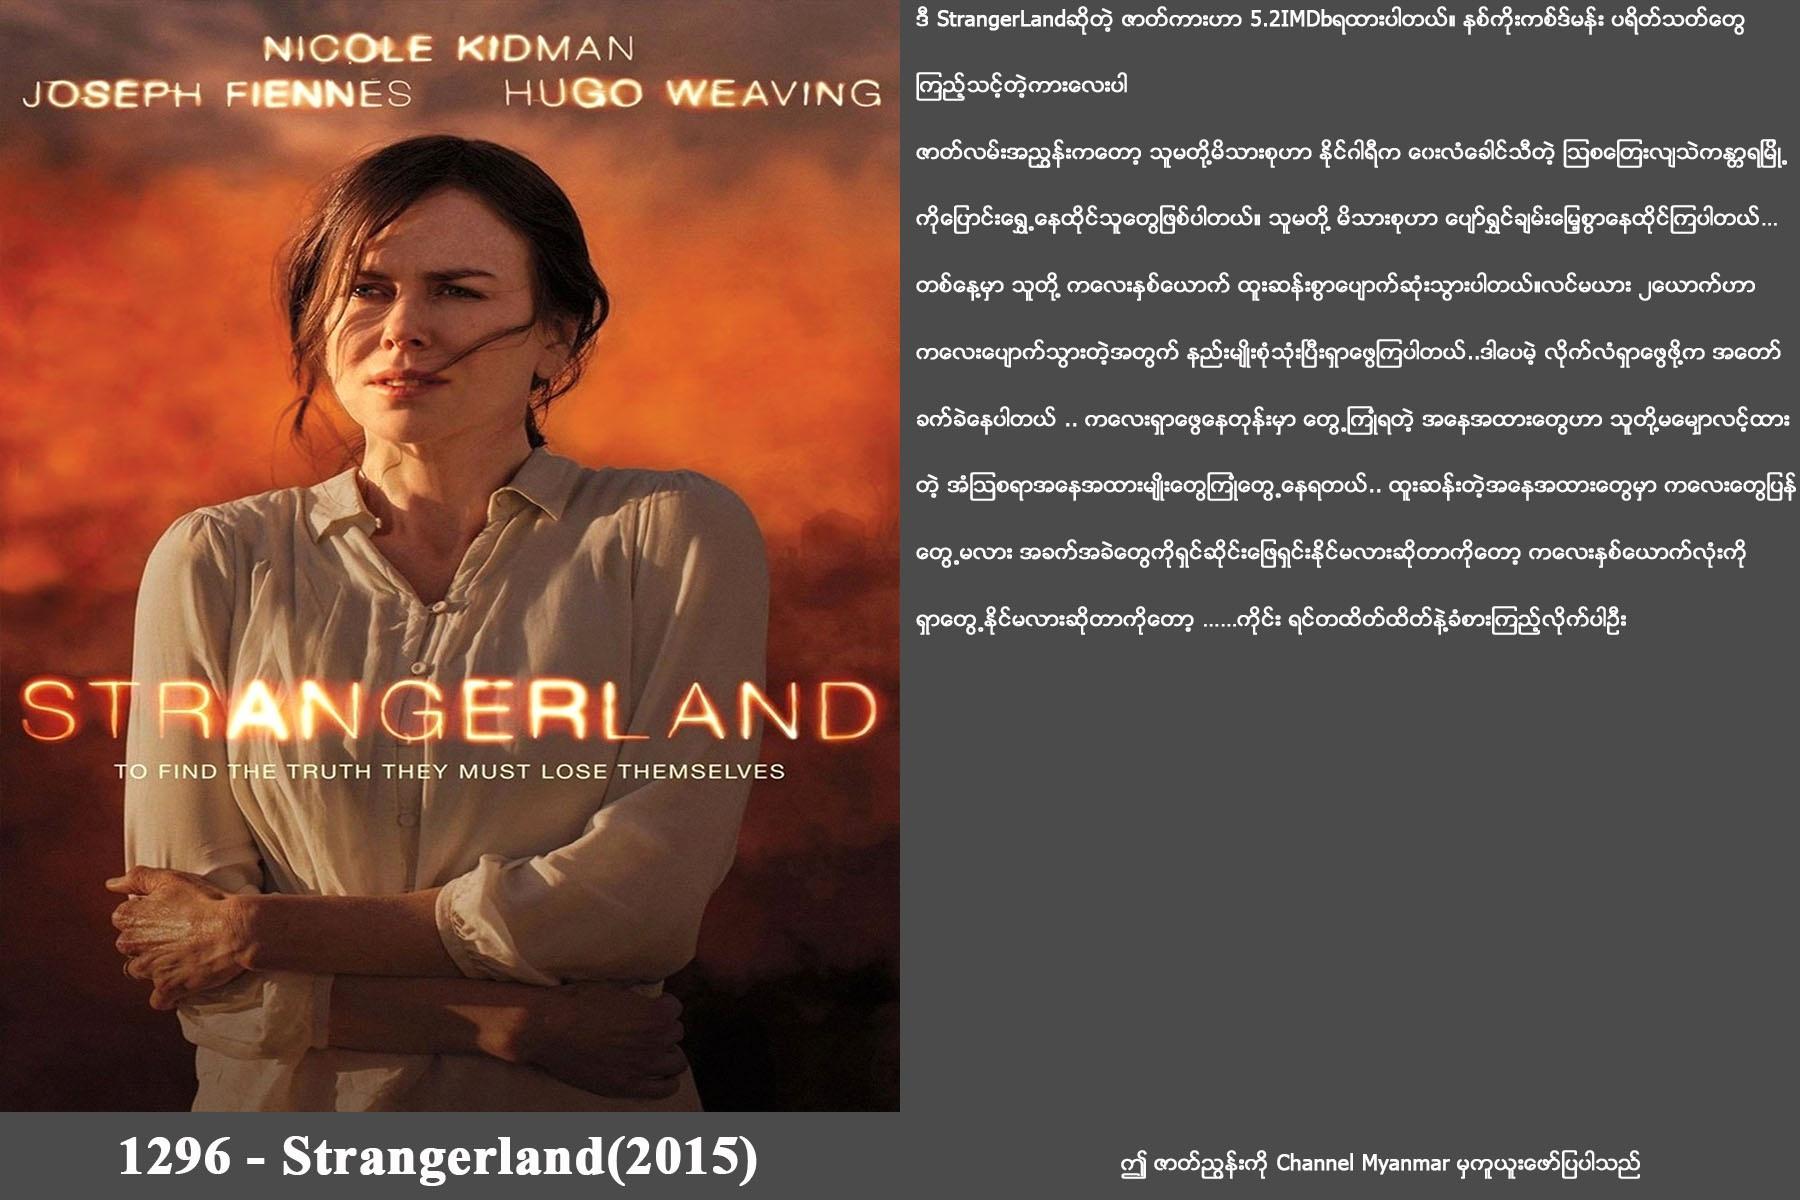 NICOLE KIDMAN
JOSEPH FIENNES HUGO WEAVING
STRANGERLAND
TO FIND THE TRUTH THEY MUST LOSE THEMSELVES
1296 - Strangerland(2015)
ဒီ StrangerLandဆိုတဲ့ ဇာတ်ကားဟာ 5.2IMDbရထားပါတယ်။ နစ်ကိုးကစ်ဒ်မန်း ပရိတ်သတ်တွေ
ကြည့်သင့်တဲ့ကားလေးပါ
ဇာတ်လမ်းအညွှန်းကတော့ သူမတို့မိသားစုဟာ နိုင်ဂါရီက ဝေးလံခေါင်သီတဲ့ ဩစတြေးလျသဲကန္တာရမြို့
ကိုပြောင်းရွှေ့နေထိုင်သူတွေဖြစ်ပါတယ်။ သူမတို့ မိသားစုဟာ ပျော်ရွှင်ချမ်းမြေ့စွာနေထိုင်ကြပါတယ်...
တစ်နေ့မှာ သူတို့ ကလေးနှစ်ယောက် ထူးဆန်းစွာပျောက်ဆုံးသွားပါတယ်။လင်မယား ၂ယောက်ဟာ
ကလေးပျောက်သွားတဲ့အတွက် နည်းမျိုးစုံသုံးပြီးရှာဖွေကြပါတယ်..ဒါပေမဲ့ လိုက်လံရှာဖွေဖို့က အတော်
ခက်ခဲနေပါတယ် .. ကလေးရှာဖွေနေတုန်းမှာ တွေ့ကြုံရတဲ့ အနေအထားတွေဟာ သူတို့မမျှောလင့်ထား
တဲ့ အံဩစရာအနေအထားမျိုးတွေကြုံတွေ့နေရတယ်.. ထူးဆန်းတဲ့အနေအထားတွေမှာ ကလေးတွေပြန်
တွေ့မလား အခက်အခဲတွေကိုရှင်ဆိုင်းဖြေရှင်းနိုင်မလားဆိုတာကိုတော့ ကလေးနှစ်ယောက်လုံးကို
ရှာတွေ့နိုင်မလားဆိုတာကိုတော့ ......ကိုင်း ရင်တထိတ်ထိတ်နဲ့ခံစားကြည့်လိုက်ပါဦး
ဤ ဇာတ်ညွှန်းကို Channel Myanmar မှကူယူးဖော်ပြပါသည်